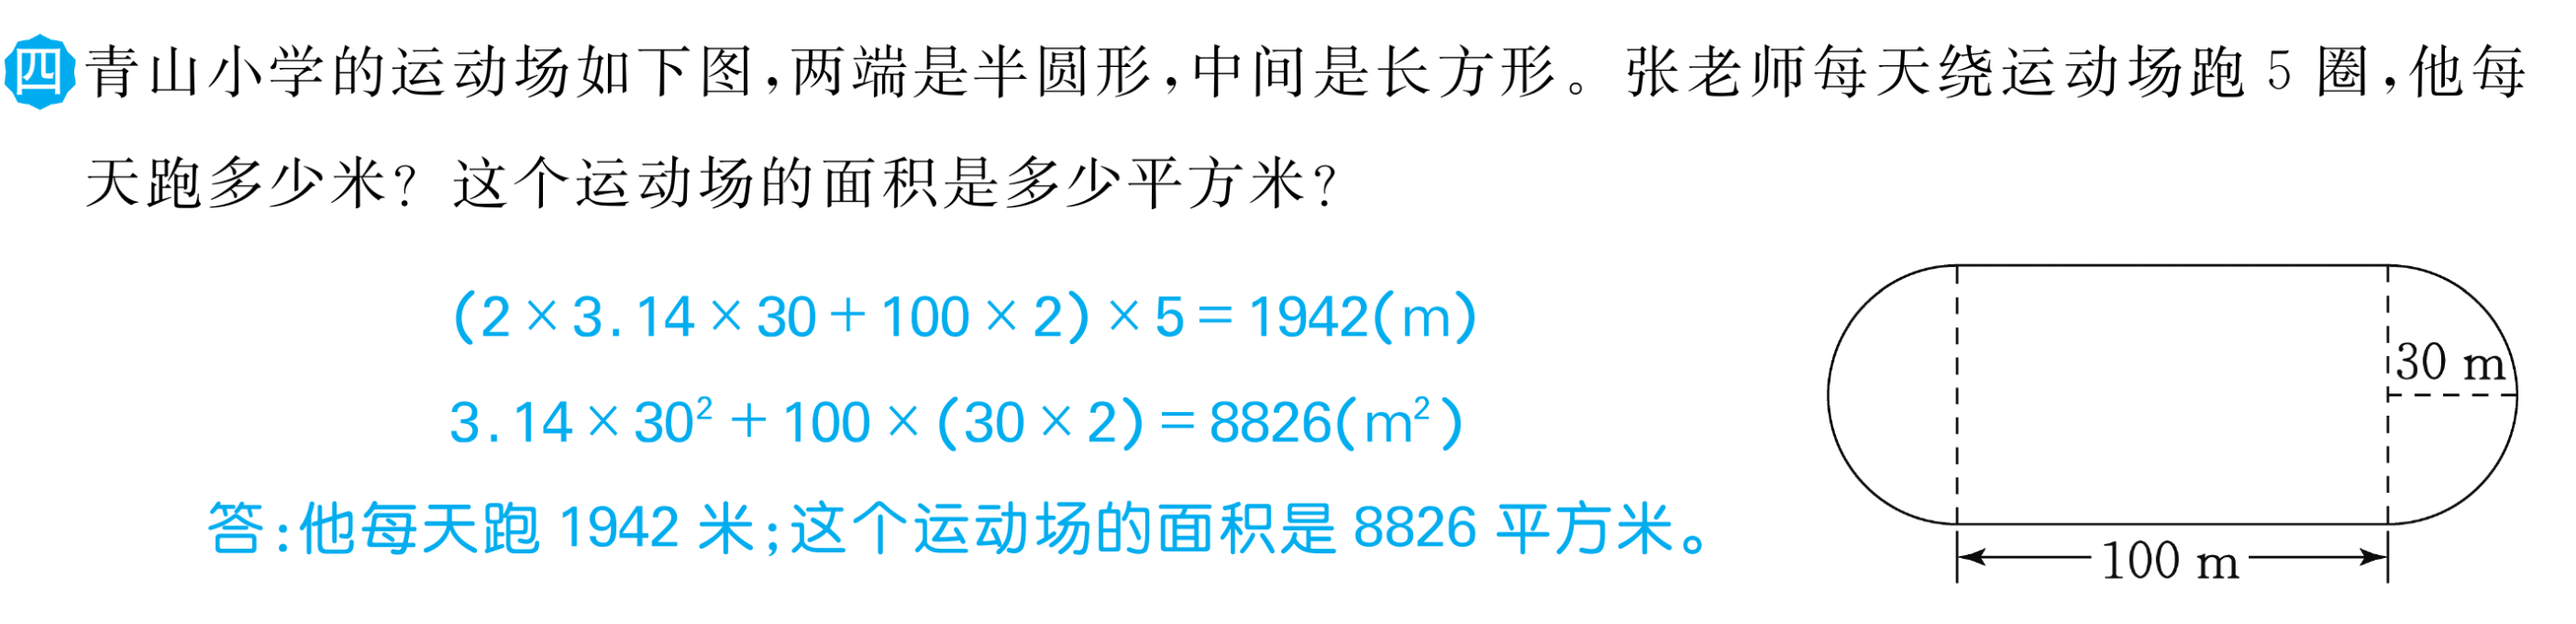 四 青山小学的运动场如下图,两端是半圆形,中间是长方形。张老师每天绕运动场跑 5 圈,他每
天跑多少米? 这个运动场的面积是多少平方米?
(2×3.14×30+100×2)×5=1942(m)
3.14×30²+100×(30×2)=8826(m²)
答:他每天跑 1942 米;这个运动场的面积是 8826 平方米。
30 m
100 m